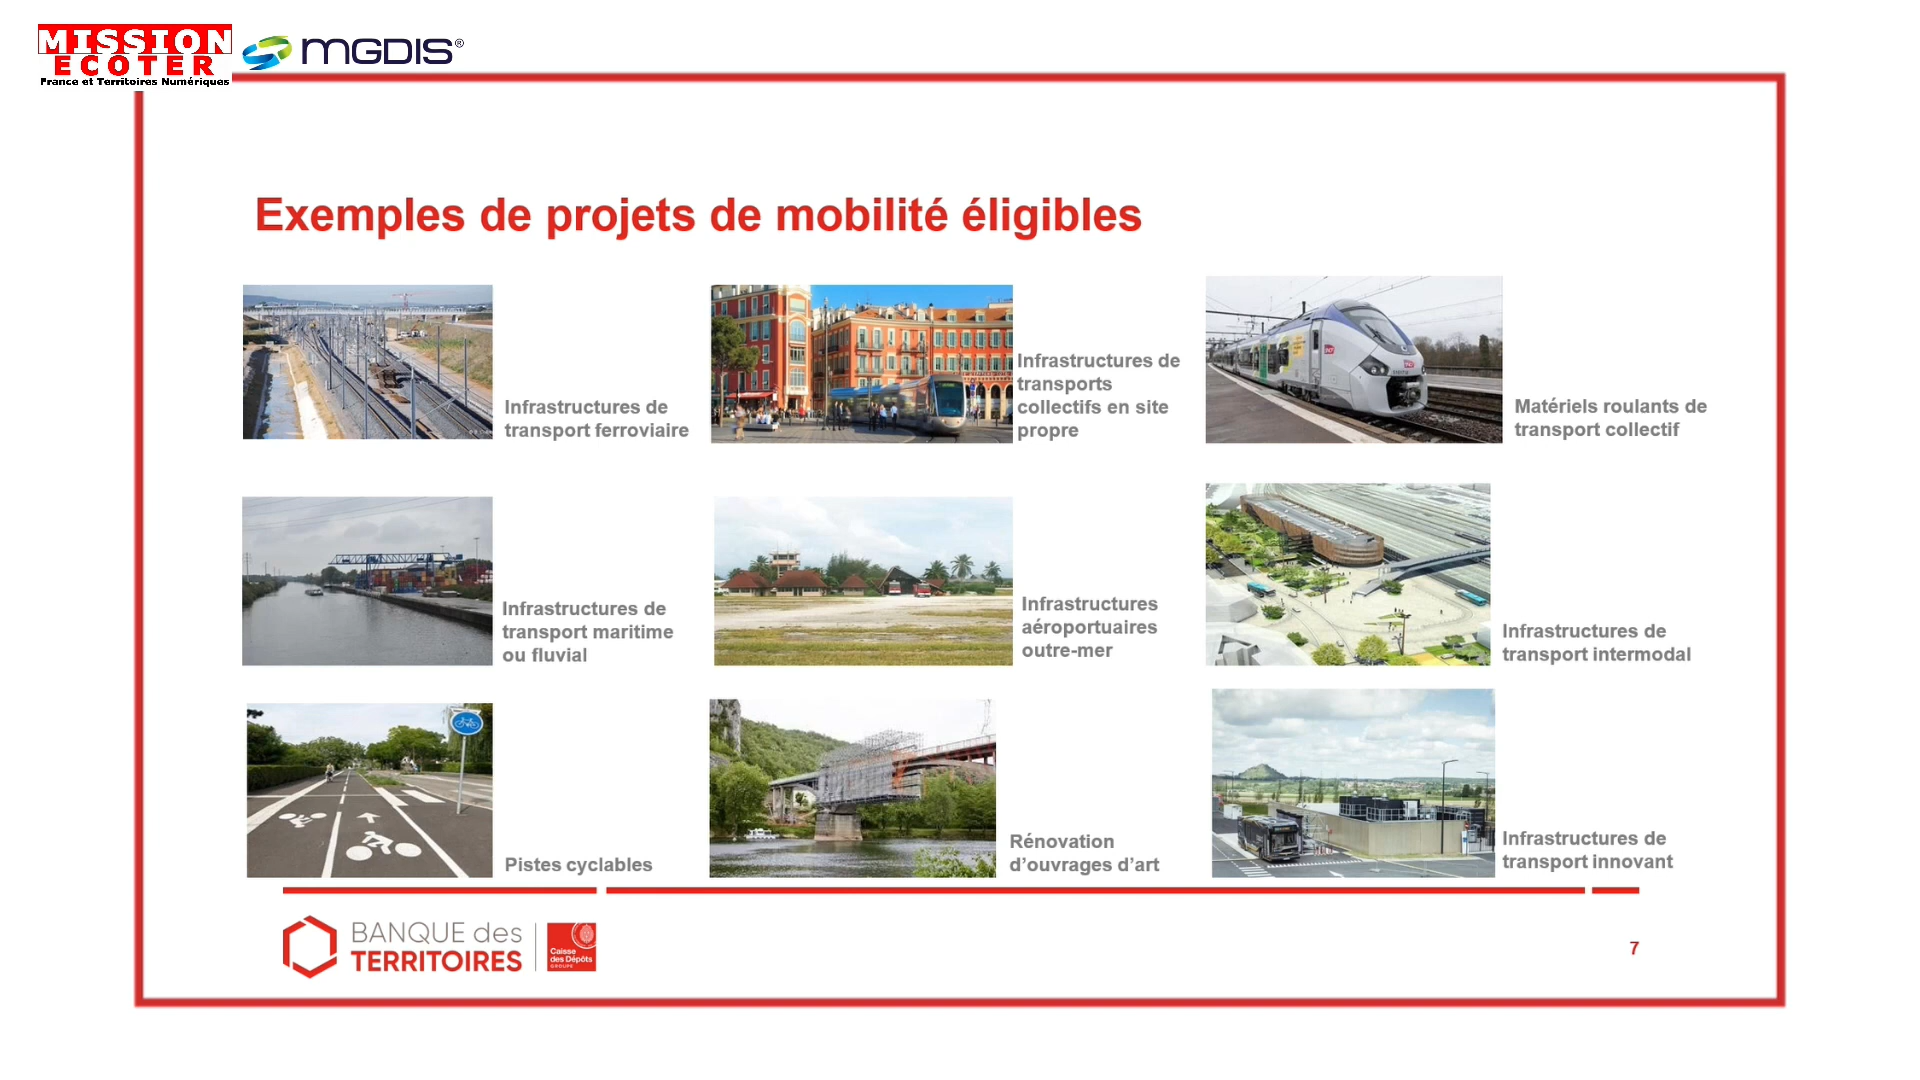 MISSION
ECOTER
France et Territoires Numériques
MGDIS®
Exemples de projets de mobilité éligibles
Infrastructures de
transport ferroviaire
Infrastructures de
transports
collectifs en site
propre
Matériels roulants de
transport collectif
Infrastructures de
transport maritime
ou fluvial
Infrastructures
aéroportuaires
outre-mer
Infrastructures de
transport intermodal
Pistes cyclables
Rénovation
d’ouvrages d’art
Infrastructures de
transport innovant
BANQUE des
TERRITOIRES
Caisse
des Dépôts
GROUPE
7